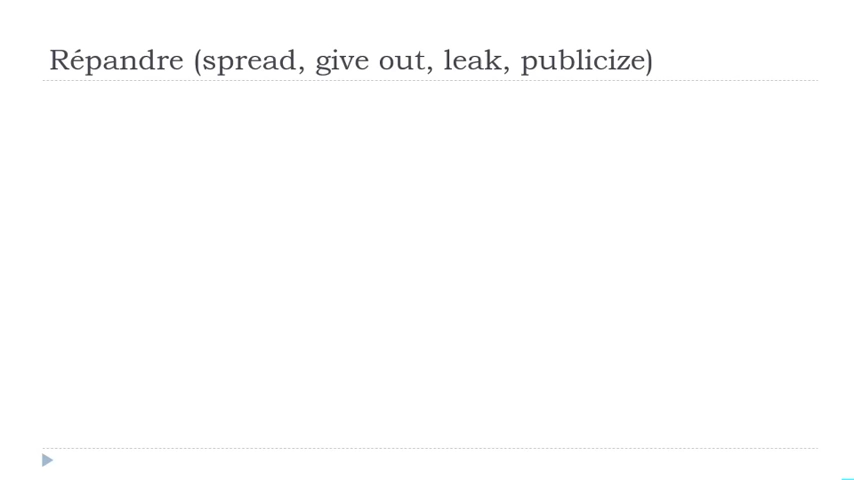 Répandre (spread, give out, leak, publicize)